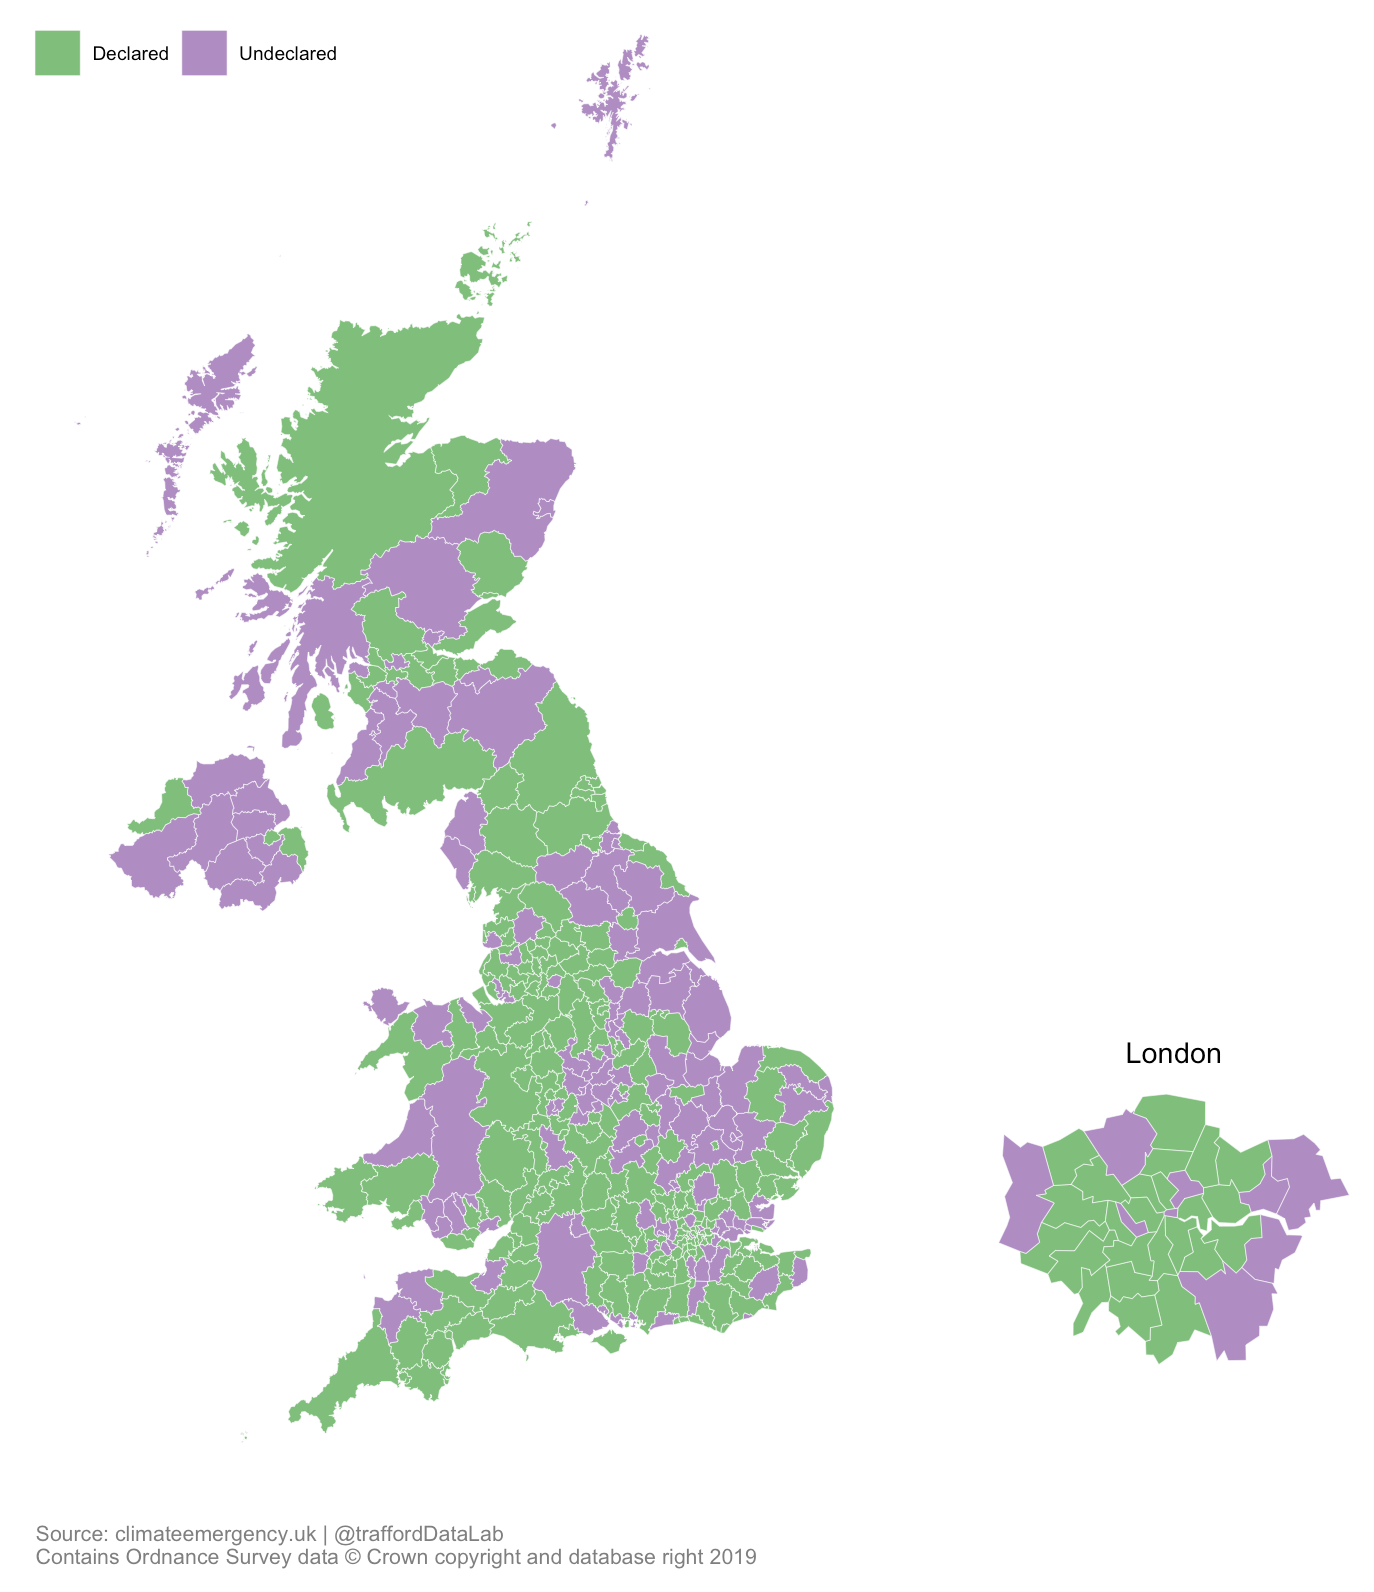 Declared Undeclared
London
Source: climateemergency.uk | @traffordDataLab
Contains Ordnance Survey data © Crown copyright and database right 2019